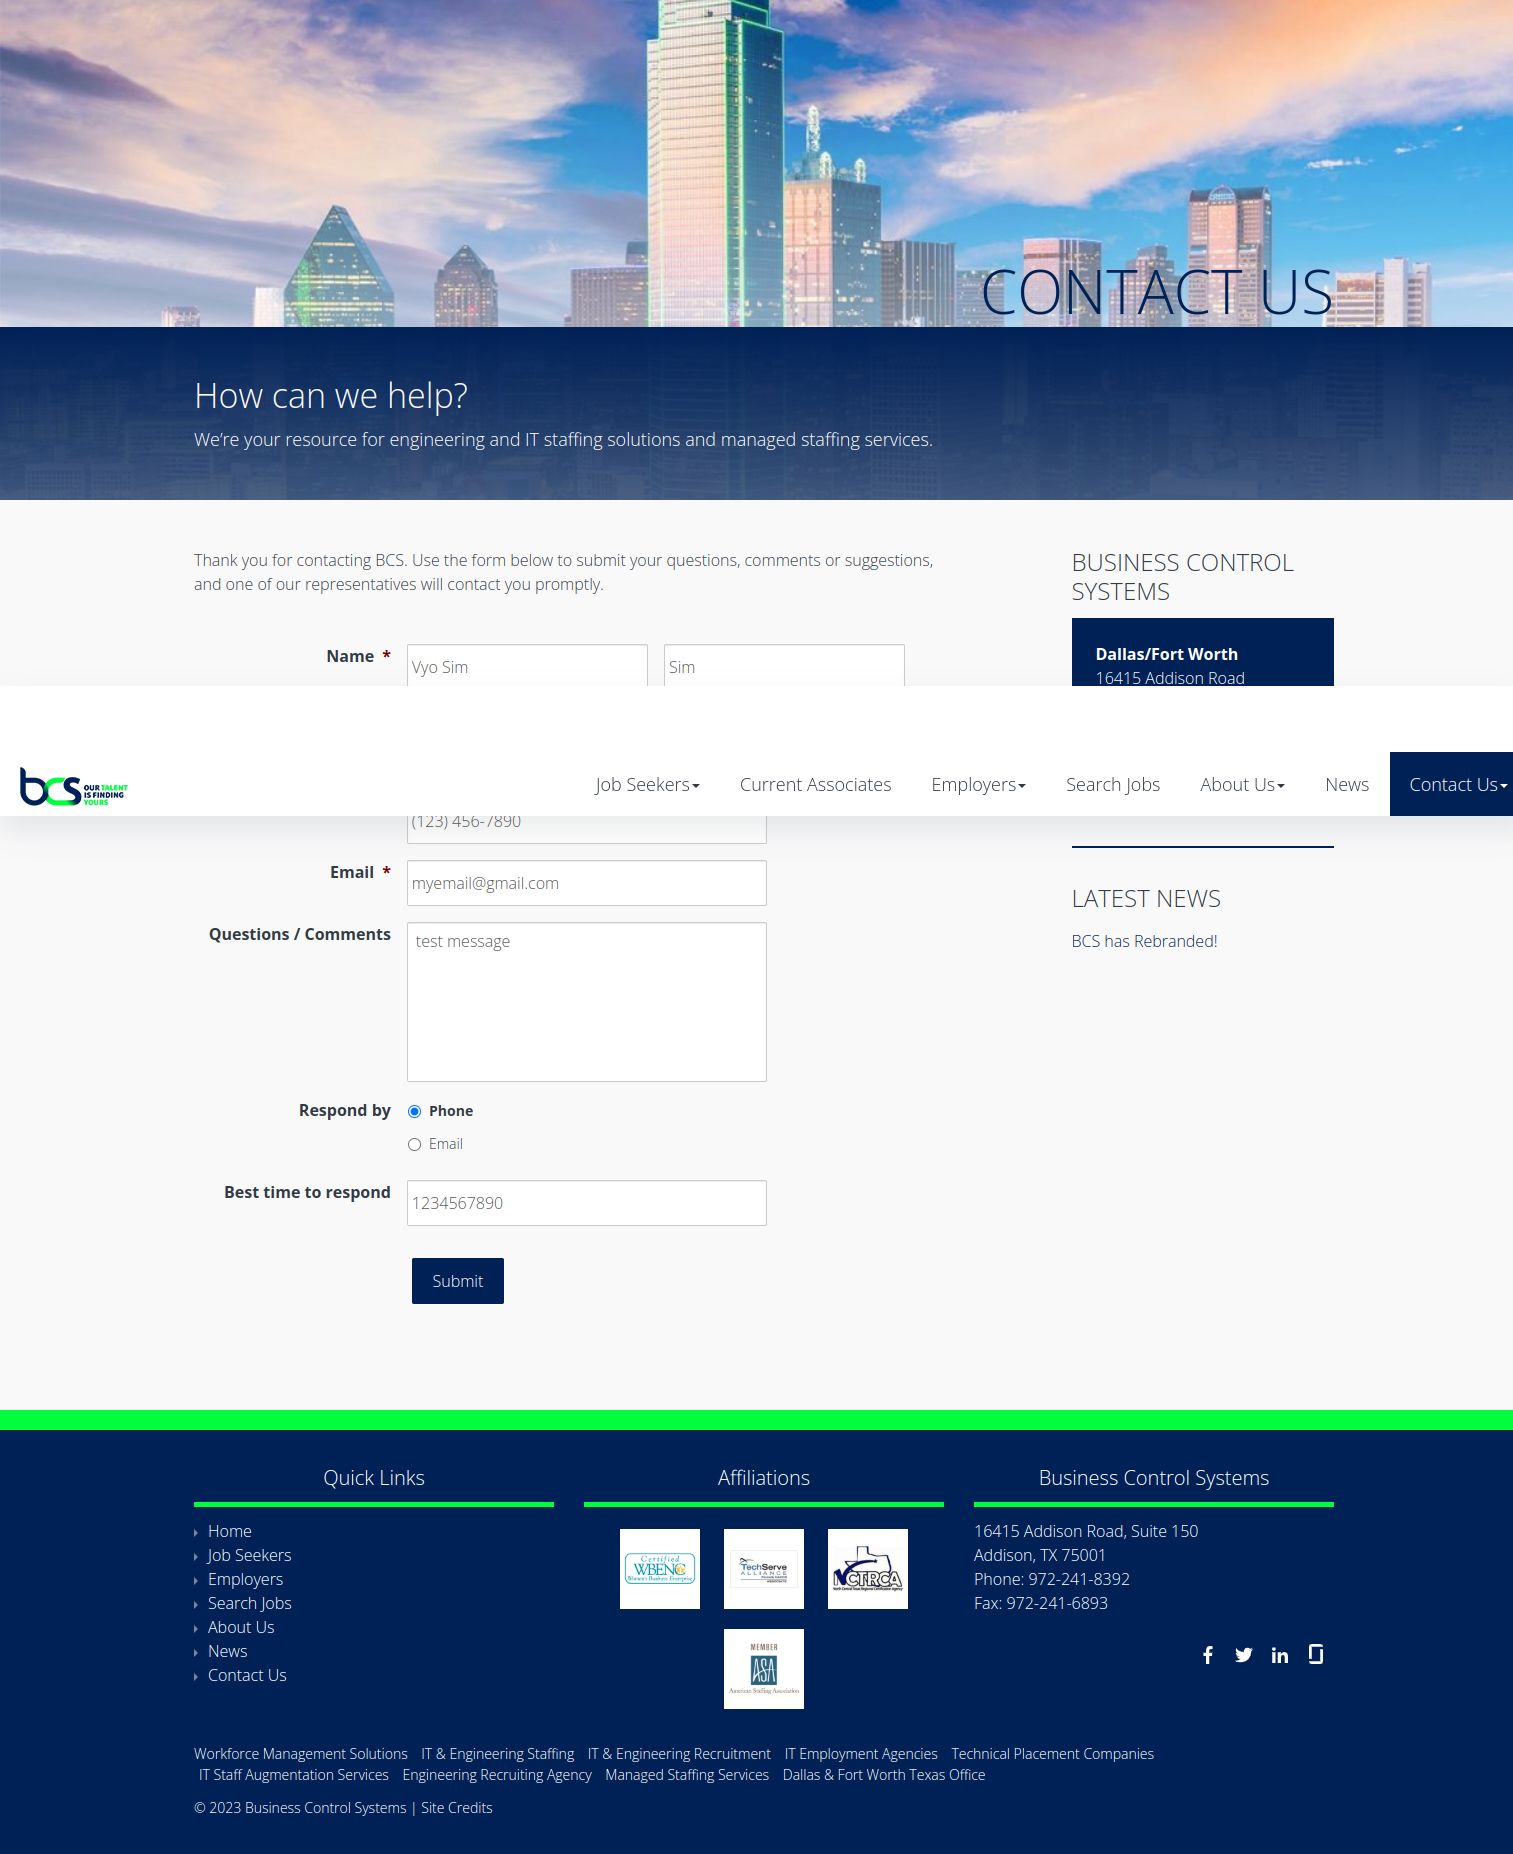 CONTACT US
How can we help?
We're your resource for engineering and IT staffing solutions and managed staffing services.
Thank you for contacting BCS. Use the form below to submit your questions, comments or suggestions,
and one of our representatives will contact you promptly.
BUSINESS CONTROL
SYSTEMS
Name *
Vyo Sim
Sim
Dallas/Fort Worth
16415 Addison Road
bcs OUR TALENT
IS FINDING
YOURS
Job Seekers
Current Associates
Employers
Search Jobs
About Us
News
Contact Us
(123) 456-7890
Email *
myemail@gmail.com
LATEST NEWS
BCS has Rebranded!
Questions / Comments
test message
Respond by
Phone
Email
Best time to respond
1234567890
Submit
Quick Links
Home
Job Seekers
Employers
Search Jobs
About Us
News
Contact Us
Affiliations
Certified
WBENC
Women's Business Enterprise
TechServe
ALLIANCE
NCTRCA
North Central Texas Regional Certification Agency
MEMBER
ASA
American Staffing Association
Business Control Systems
16415 Addison Road, Suite 150
Addison, TX 75001
Phone: 972-241-8392
Fax: 972-241-6893
Workforce Management Solutions IT & Engineering Staffing IT & Engineering Recruitment IT Employment Agencies Technical Placement Companies
IT Staff Augmentation Services Engineering Recruiting Agency Managed Staffing Services Dallas & Fort Worth Texas Office
© 2023 Business Control Systems | Site Credits